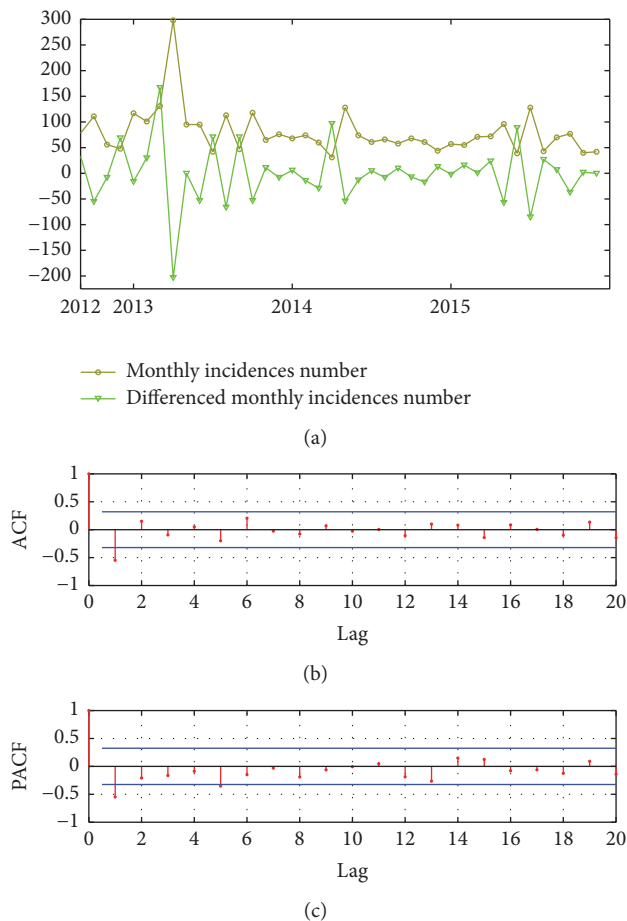 300
250
200
150
100
50
0
−50
−100
−150
−200
2012 2013 2014 2015
Monthly incidences number
Differenced monthly incidences number
(a)
1
0.5
0
−0.5
−1
ACF
0 2 4 6 8 10 12 14 16 18 20
Lag
(b)
1
0.5
0
−0.5
−1
PACF
0 2 4 6 8 10 12 14 16 18 20
Lag
(c)